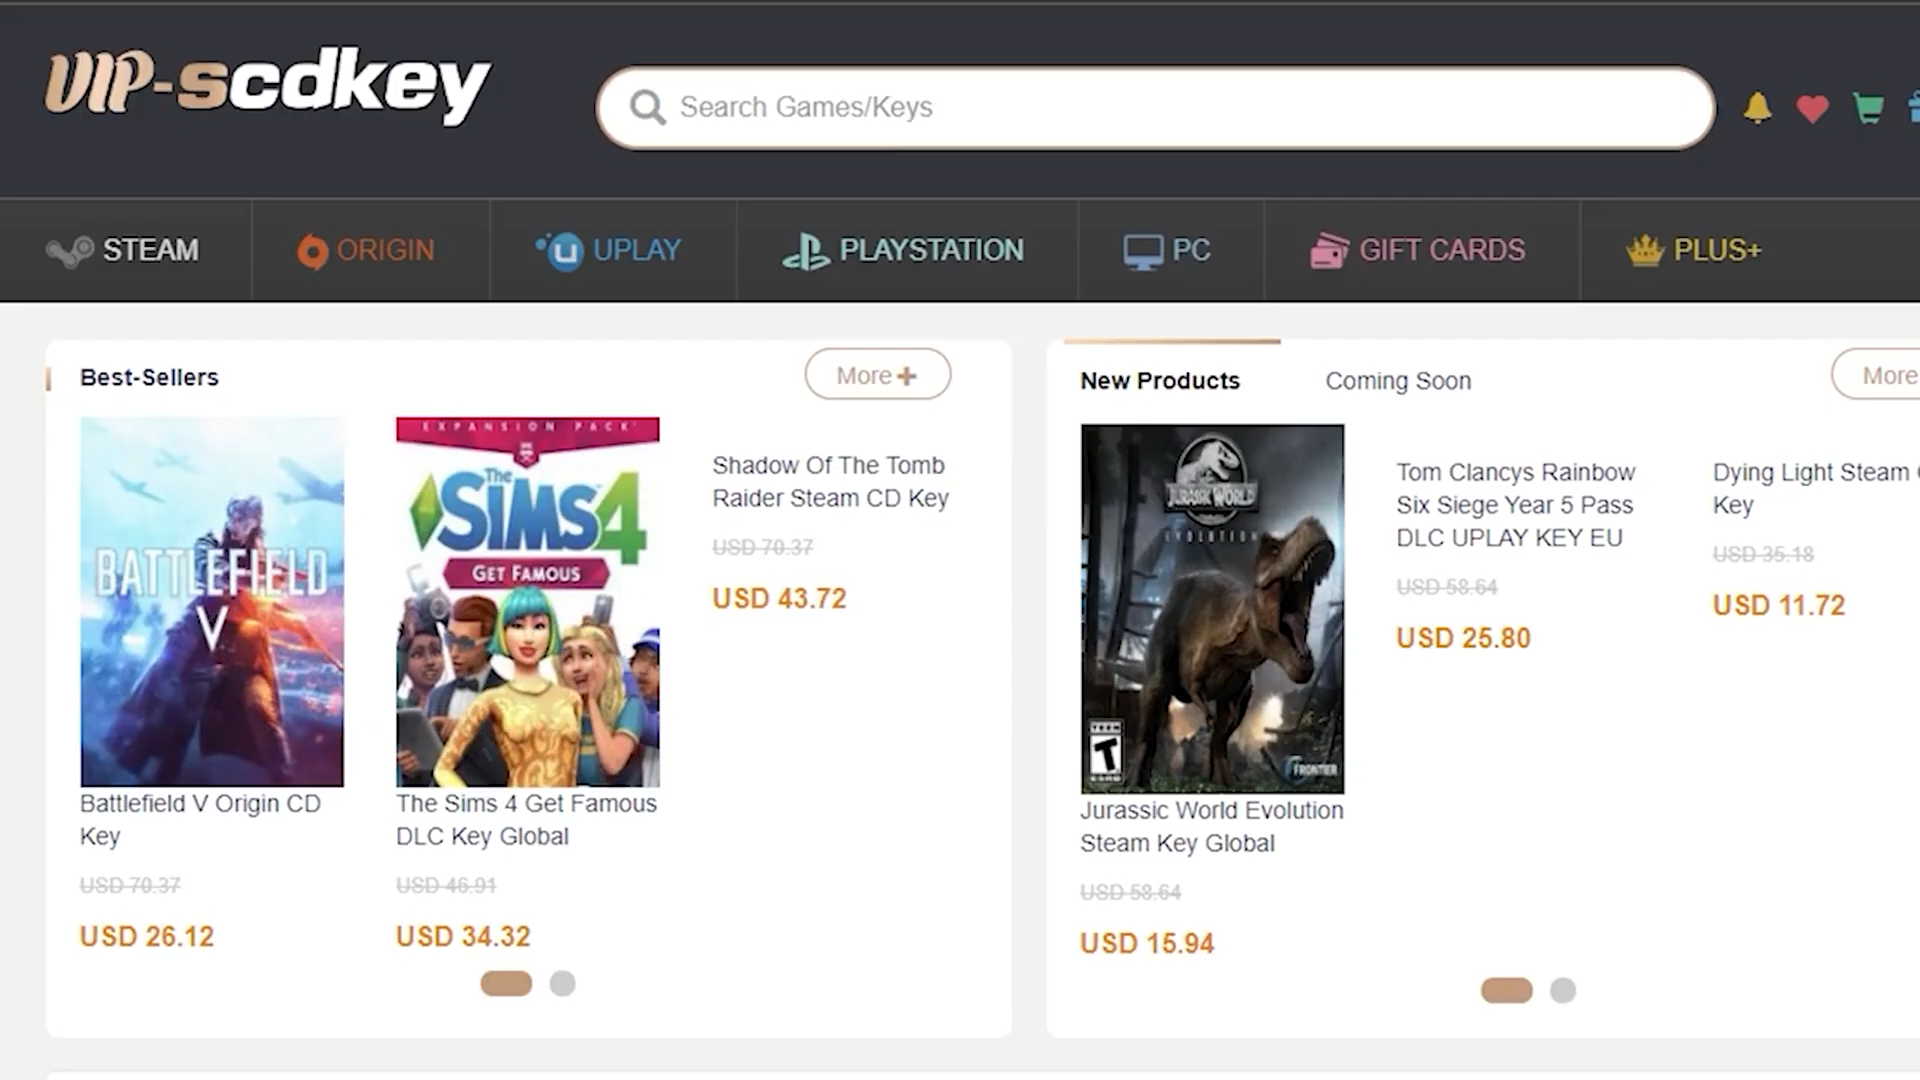 VIP-scdkey
Search Games/Keys
STEAM
ORIGIN
UPLAY
PLAYSTATION
PC
GIFT CARDS
PLUS+
Best-Sellers
More
BATTLEFIELD
V
Battlefield V Origin CD
Key
USD 70.37
USD 26.12
EXPANSION PACK
The
SIMS 4
GET FAMOUS
The Sims 4 Get Famous
DLC Key Global
USD 46.91
USD 34.32
Shadow Of The Tomb
Raider Steam CD Key
USD 70.37
USD 43.72
New Products
Coming Soon
More
JURASSIC WORLD
EVOLUTION
TEEN
T
ESRB
FRONTIER
Jurassic World Evolution
Steam Key Global
USD 58.64
USD 15.94
Tom Clancys Rainbow
Six Siege Year 5 Pass
DLC UPLAY KEY EU
USD 58.64
USD 25.80
Dying Light Steam
Key
USD 35.18
USD 11.72